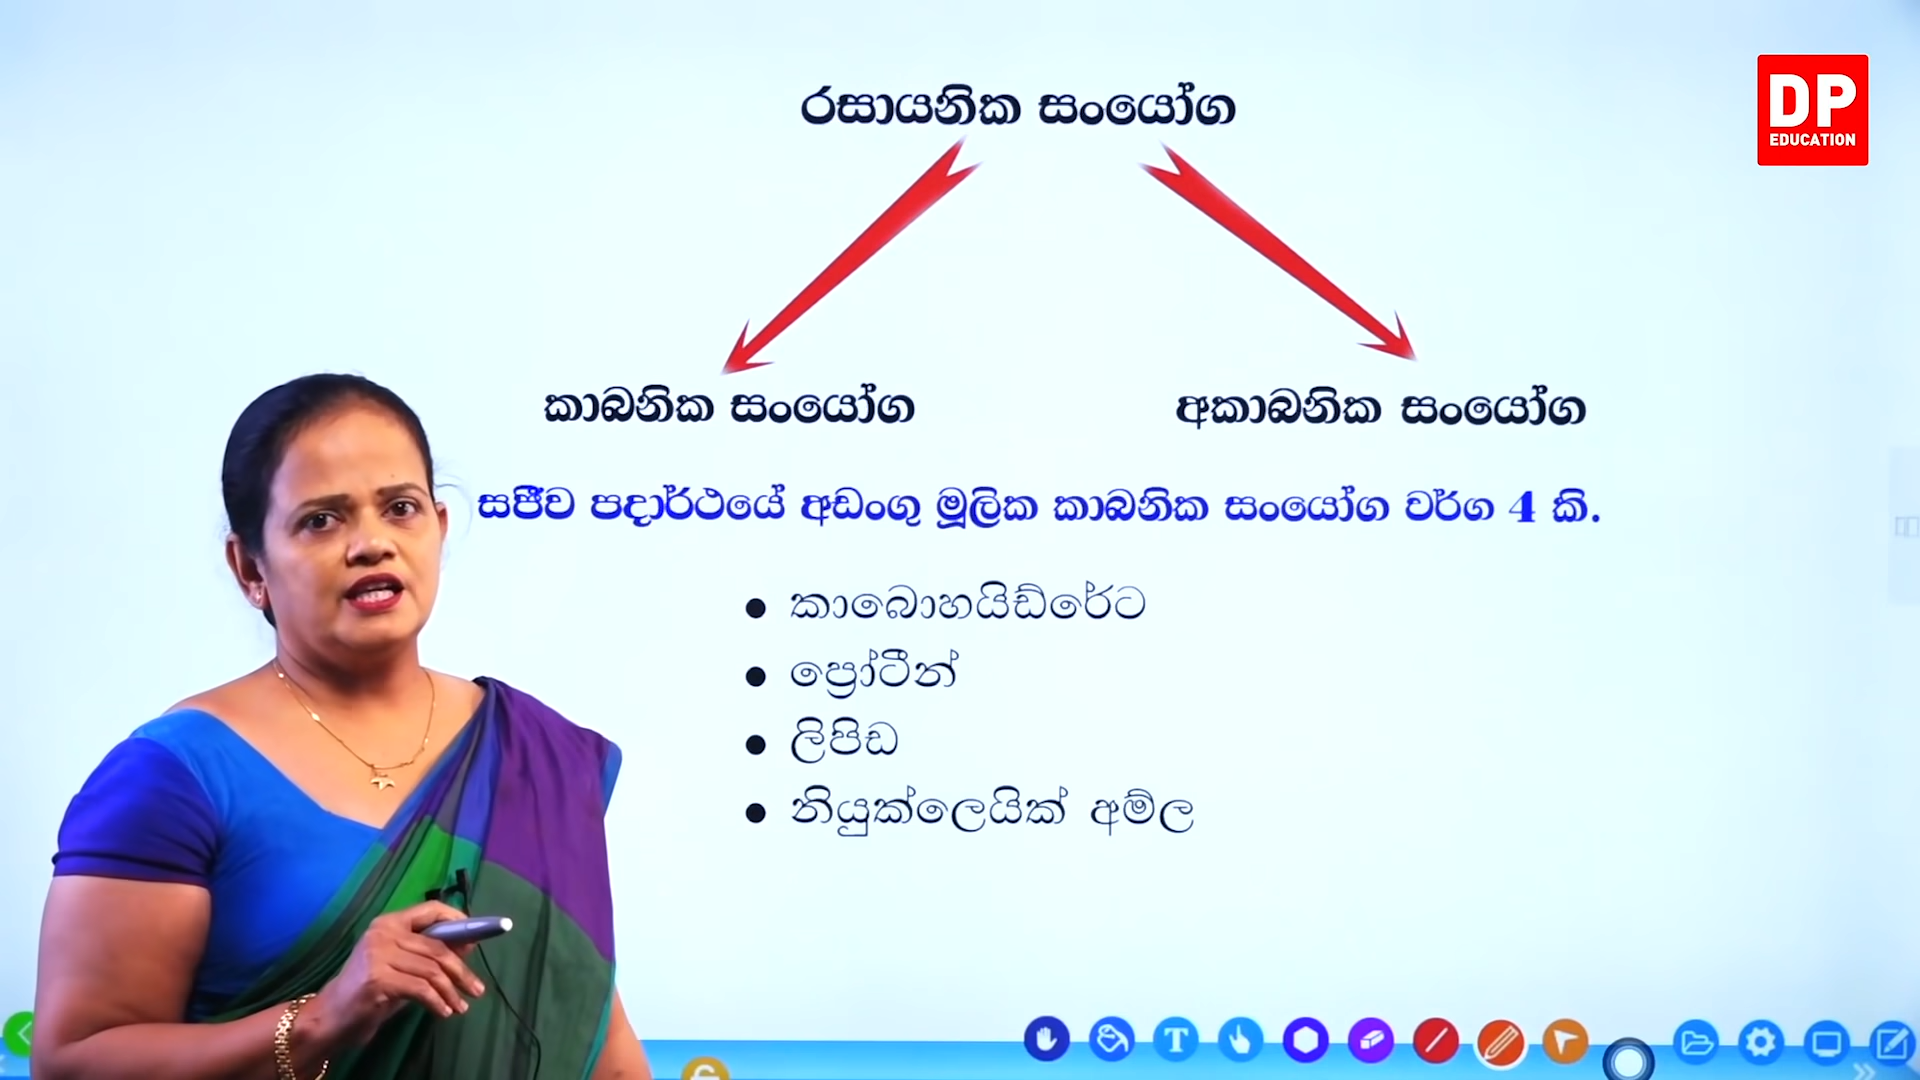 රසායනික සංයෝග
DP
EDUCATION
කාබනික සංයෝග
අකාබනික සංයෝග
සජීව පදාර්ථයේ අඩංගු මූලික කාබනික සංයෝග වර්ග 4 කි.
● කාබොහයිඩ්රේට
● ප්‍රෝටීන්
● ලිපිඩ
● නියුක්ලෙයික් අම්ල
T